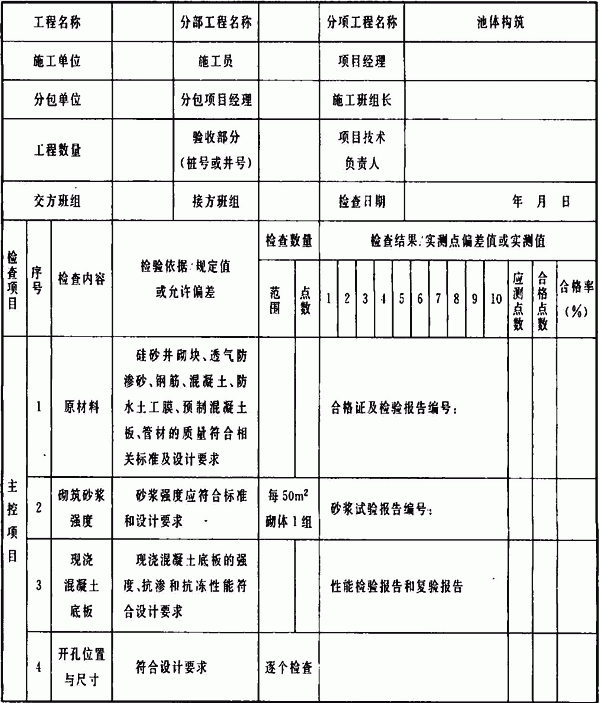 工程名称 分部工程名称 分项工程名称 池体构筑
施工单位 施工员 项目经理
分包单位 分包项目经理 施工班组长
工程数量 验收部分
(桩号或井号) 项目技术
负责人
交方班组 接方班组 检查日期 年 月 日
检查项目 序号 检查内容 检验依据/规定值
或允许偏差 检查数量 检查结果/实测点偏差值或实测值
范围 点数 1 2 3 4 5 6 7 8 9 10 应测点数 合格点数 合格率
(%)
主控项目
1 原材料 硅砂井砌块、透气防
渗砂、钢筋、混凝土、防
水土工膜、预制混凝土
板、管材的质量符合相
关标准及设计要求 合格证及检验报告编号:
2 砌筑砂浆
强度 砂浆强度应符合标准
和设计要求 每50m²
砌体1组 砂浆试验报告编号:
3 现浇
混凝土
底板 现浇混凝土底板的强
度、抗渗和抗冻性能符
合设计要求 性能检验报告和复验报告
4 开孔位置
与尺寸 符合设计要求 逐个检查